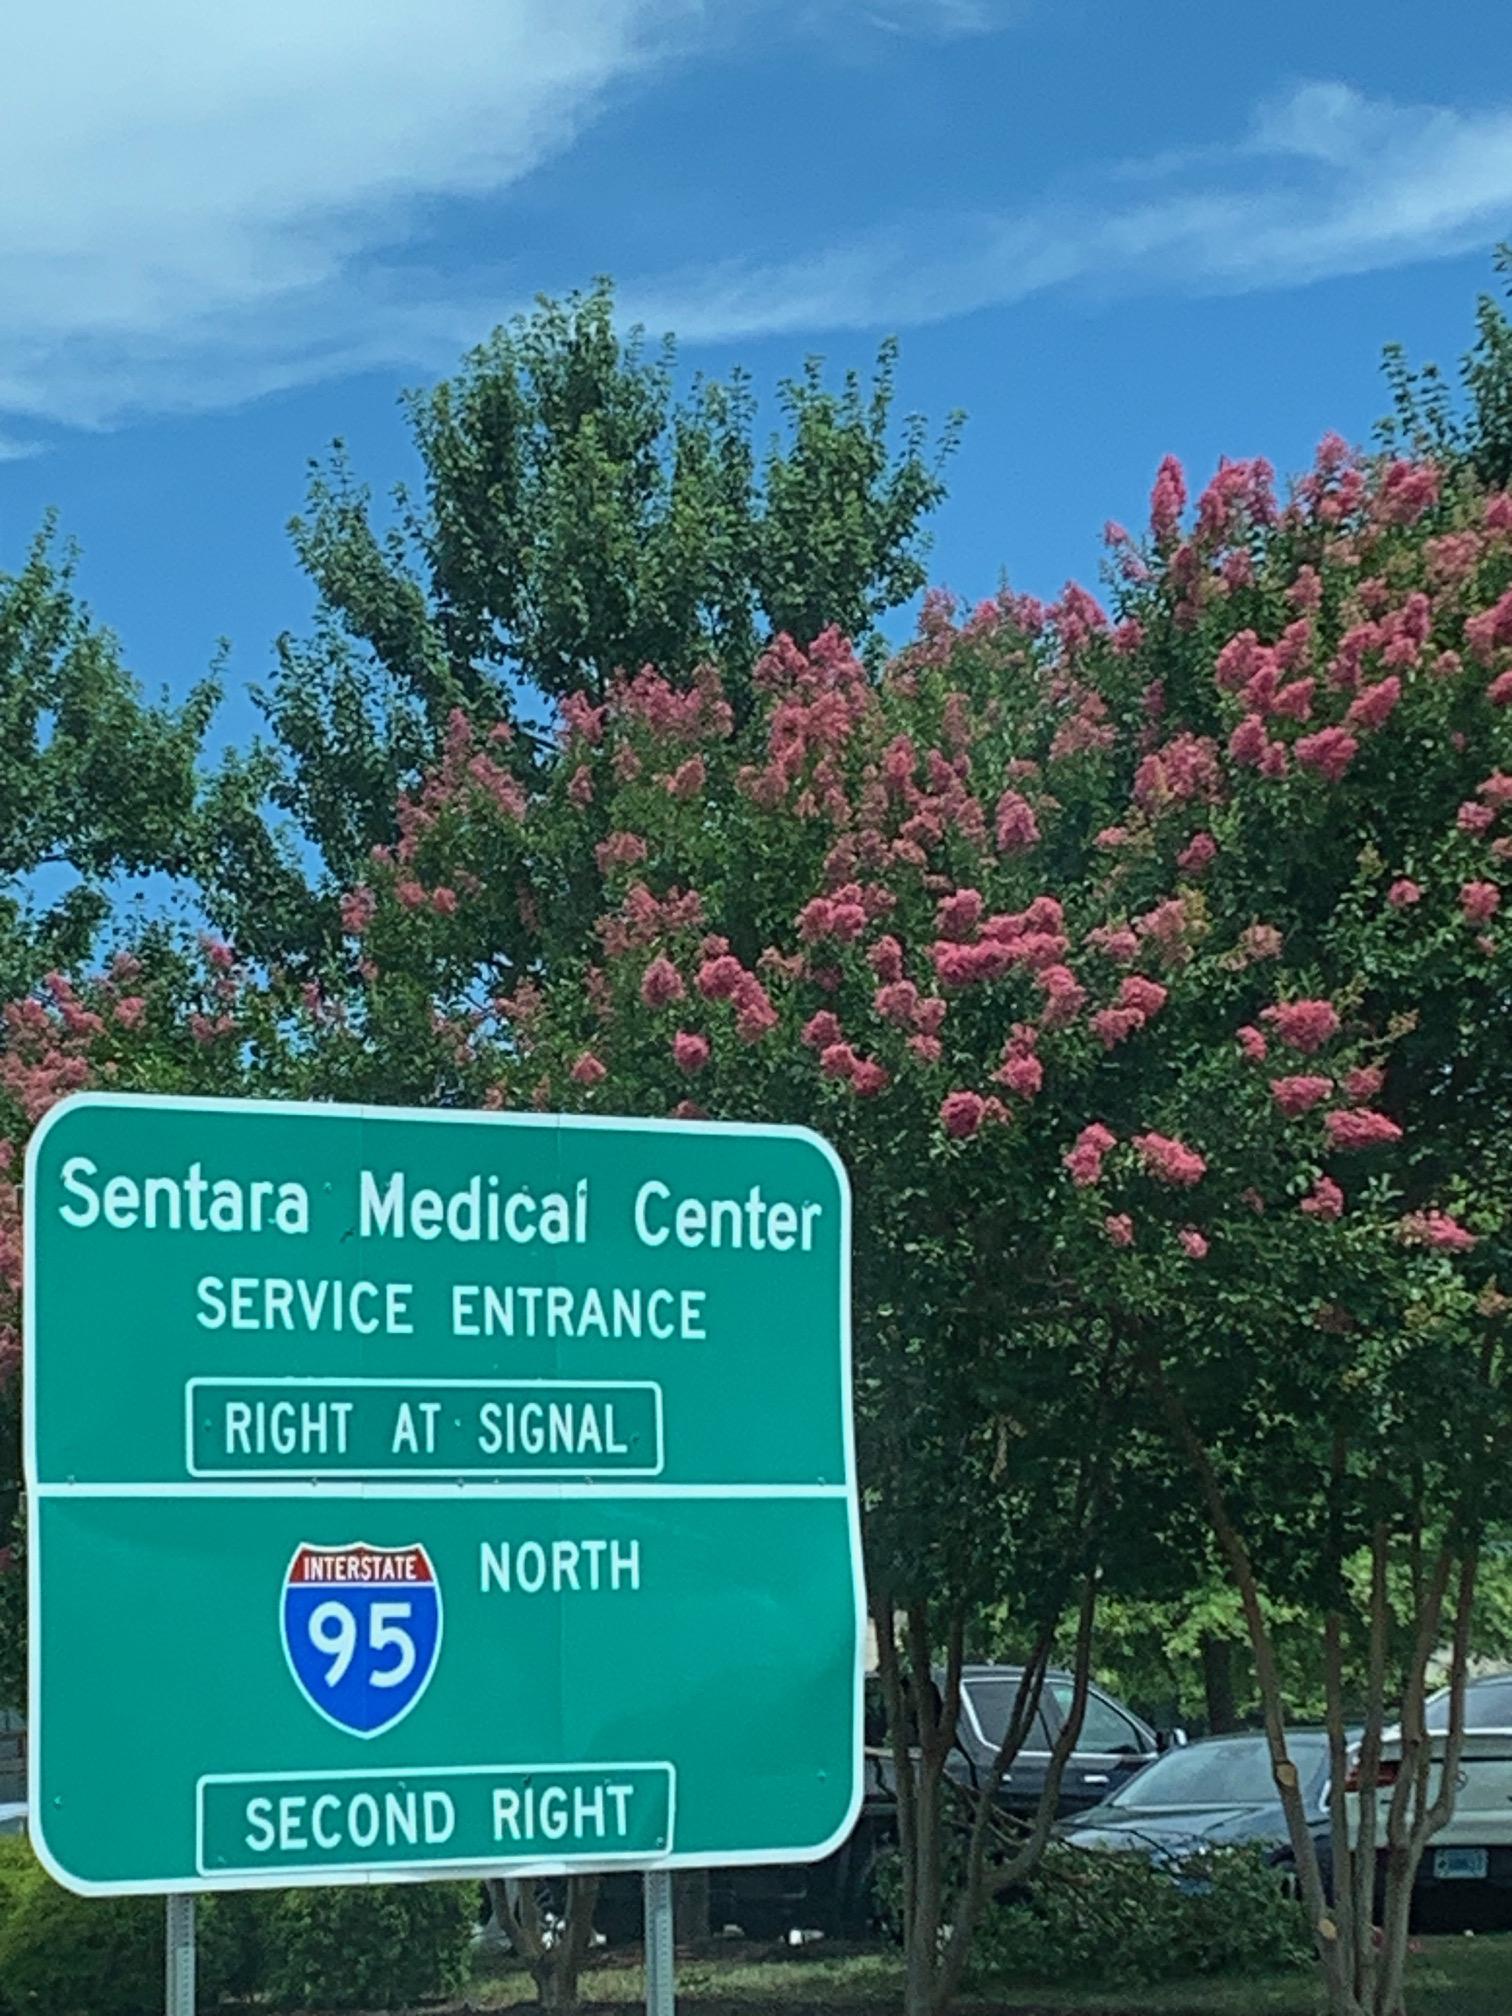 Sentara Medical Center
SERVICE ENTRANCE
RIGHT AT SIGNAL
INTERSTATE
95
NORTH
SECOND RIGHT